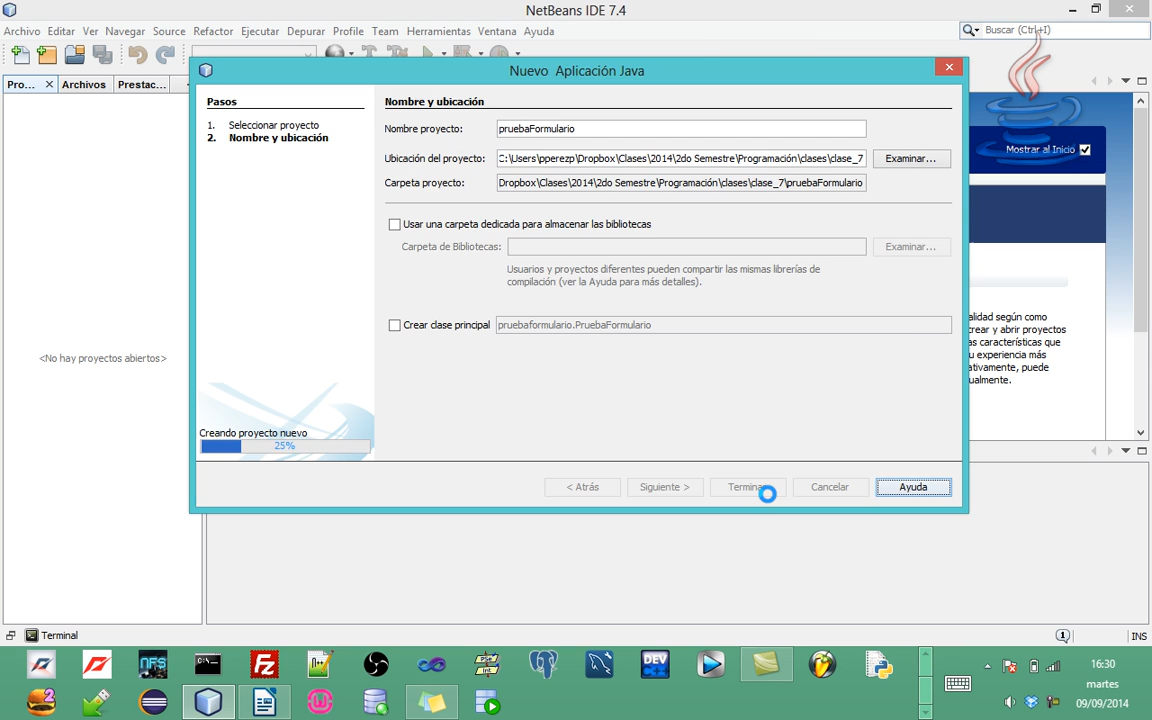 NetBeans IDE 7.4
Archivo Editar Ver Navegar Source Refactor Ejecutar Depurar Profile Team Herramientas Ventana Ayuda
Buscar (Ctrl+I)
Pro... Archivos Prestac...
Nuevo Aplicación Java
Pasos
1. Seleccionar proyecto
2. Nombre y ubicación
Nombre y ubicación
Nombre proyecto: pruebaFormulario
Ubicación del proyecto: C:\Users\pperezp\Dropbox\Clases\2014\2do Semestre\Programación\clases\clase_7 Examinar...
Carpeta proyecto: Dropbox\Clases\2014\2do Semestre\Programación\clases\clase_7\pruebaFormulario
Usar una carpeta dedicada para almacenar las bibliotecas
Carpeta de Bibliotecas: Examinar...
Usuarios y proyectos diferentes pueden compartir las mismas librerías de
compilación (ver la Ayuda para más detalles).
Crear clase principal pruebaformulario.PruebaFormulario
Creando proyecto nuevo
25%
< Atrás Siguiente > Terminar Cancelar Ayuda
<No hay proyectos abiertos>
Mostrar al Inicio
alidad según como
crear y abrir proyectos
as características que
u experiencia más
ativamente, puede
ualmente.
Terminal
1 INS
NFS
DEV
C++
2
16:30
martes
09/09/2014